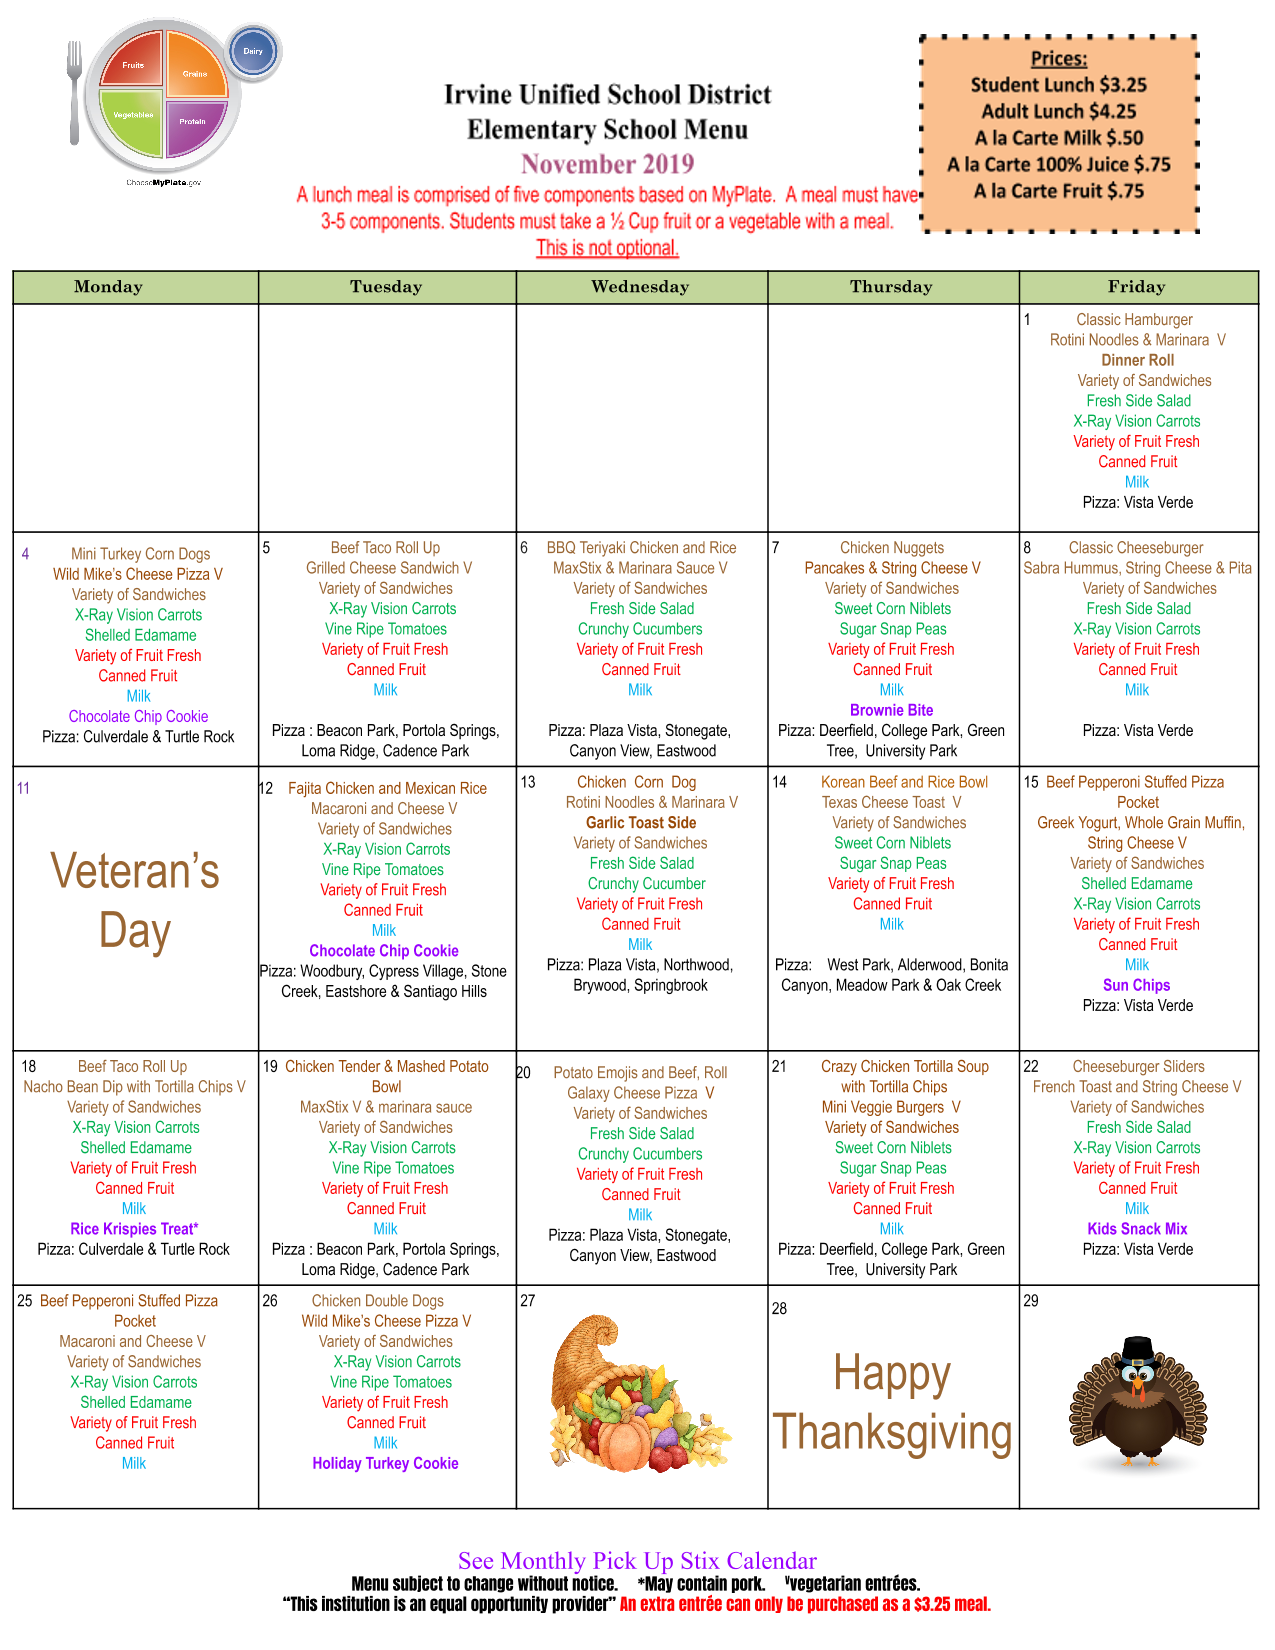 Fruits
Grains
Dairy
Vegetables
Protein
ChooseMyPlate.gov
Irvine Unified School District
Elementary School Menu
November 2019
A lunch meal is comprised of five components based on MyPlate.  A meal must have
3-5 components. Students must take a ½ Cup fruit or a vegetable with a meal.
This is not optional.
Prices:
Student Lunch $3.25
Adult Lunch $4.25
A la Carte Milk $.50
A la Carte 100% Juice $.75
A la Carte Fruit $.75
Monday
Tuesday
Wednesday
Thursday
Friday
1 Classic Hamburger
Rotini Noodles & Marinara  V
Dinner Roll
Variety of Sandwiches
Fresh Side Salad
X-Ray Vision Carrots
Variety of Fruit Fresh
Canned Fruit
Milk
Pizza: Vista Verde
4 Mini Turkey Corn Dogs
Wild Mike's Cheese Pizza V
Variety of Sandwiches
X-Ray Vision Carrots
Shelled Edamame
Variety of Fruit Fresh
Canned Fruit
Milk
Chocolate Chip Cookie
Pizza: Culverdale & Turtle Rock
5 Beef Taco Roll Up
Grilled Cheese Sandwich V
Variety of Sandwiches
X-Ray Vision Carrots
Vine Ripe Tomatoes
Variety of Fruit Fresh
Canned Fruit
Milk
Pizza : Beacon Park, Portola Springs,
Loma Ridge, Cadence Park
6 BBQ Teriyaki Chicken and Rice
MaxStix & Marinara Sauce V
Variety of Sandwiches
Fresh Side Salad
Crunchy Cucumbers
Variety of Fruit Fresh
Canned Fruit
Milk
Pizza: Plaza Vista, Stonegate,
Canyon View, Eastwood
7 Chicken Nuggets
Pancakes & String Cheese V
Variety of Sandwiches
Sweet Corn Niblets
Sugar Snap Peas
Variety of Fruit Fresh
Canned Fruit
Milk
Brownie Bite
Pizza: Deerfield, College Park, Green
Tree,  University Park
8 Classic Cheeseburger
Sabra Hummus, String Cheese & Pita
Variety of Sandwiches
Fresh Side Salad
X-Ray Vision Carrots
Variety of Fruit Fresh
Canned Fruit
Milk
Pizza: Vista Verde
11
Veteran's
Day
12 Fajita Chicken and Mexican Rice
Macaroni and Cheese V
Variety of Sandwiches
X-Ray Vision Carrots
Vine Ripe Tomatoes
Variety of Fruit Fresh
Canned Fruit
Milk
Chocolate Chip Cookie
Pizza: Woodbury, Cypress Village, Stone
Creek, Eastshore & Santiago Hills
13 Chicken  Corn  Dog
Rotini Noodles & Marinara V
Garlic Toast Side
Variety of Sandwiches
Fresh Side Salad
Crunchy Cucumber
Variety of Fruit Fresh
Canned Fruit
Milk
Pizza: Plaza Vista, Northwood,
Brywood, Springbrook
14 Korean Beef and Rice Bowl
Texas Cheese Toast  V
Variety of Sandwiches
Sweet Corn Niblets
Sugar Snap Peas
Variety of Fruit Fresh
Canned Fruit
Milk
Pizza:    West Park, Alderwood, Bonita
Canyon, Meadow Park & Oak Creek
15 Beef Pepperoni Stuffed Pizza
Pocket
Greek Yogurt, Whole Grain Muffin,
String Cheese V
Variety of Sandwiches
Shelled Edamame
X-Ray Vision Carrots
Variety of Fruit Fresh
Canned Fruit
Milk
Sun Chips
Pizza: Vista Verde
18 Beef Taco Roll Up
Nacho Bean Dip with Tortilla Chips V
Variety of Sandwiches
X-Ray Vision Carrots
Shelled Edamame
Variety of Fruit Fresh
Canned Fruit
Milk
Rice Krispies Treat*
Pizza: Culverdale & Turtle Rock
19 Chicken Tender & Mashed Potato
Bowl
MaxStix V & marinara sauce
Variety of Sandwiches
X-Ray Vision Carrots
Vine Ripe Tomatoes
Variety of Fruit Fresh
Canned Fruit
Milk
Pizza : Beacon Park, Portola Springs,
Loma Ridge, Cadence Park
20 Potato Emojis and Beef, Roll
Galaxy Cheese Pizza  V
Variety of Sandwiches
Fresh Side Salad
Crunchy Cucumbers
Variety of Fruit Fresh
Canned Fruit
Milk
Pizza: Plaza Vista, Stonegate,
Canyon View, Eastwood
21 Crazy Chicken Tortilla Soup
with Tortilla Chips
Mini Veggie Burgers  V
Variety of Sandwiches
Sweet Corn Niblets
Sugar Snap Peas
Variety of Fruit Fresh
Canned Fruit
Milk
Pizza: Deerfield, College Park, Green
Tree,  University Park
22 Cheeseburger Sliders
French Toast and String Cheese V
Variety of Sandwiches
Fresh Side Salad
X-Ray Vision Carrots
Variety of Fruit Fresh
Canned Fruit
Milk
Kids Snack Mix
Pizza: Vista Verde
25 Beef Pepperoni Stuffed Pizza
Pocket
Macaroni and Cheese V
Variety of Sandwiches
X-Ray Vision Carrots
Shelled Edamame
Variety of Fruit Fresh
Canned Fruit
Milk
26 Chicken Double Dogs
Wild Mike's Cheese Pizza V
Variety of Sandwiches
X-Ray Vision Carrots
Vine Ripe Tomatoes
Variety of Fruit Fresh
Canned Fruit
Milk
Holiday Turkey Cookie
27
28
Happy
Thanksgiving
29
See Monthly Pick Up Stix Calendar
Menu subject to change without notice.    *May contain pork.    Vvegetarian entrées.
“This institution is an equal opportunity provider” An extra entrée can only be purchased as a $3.25 meal.